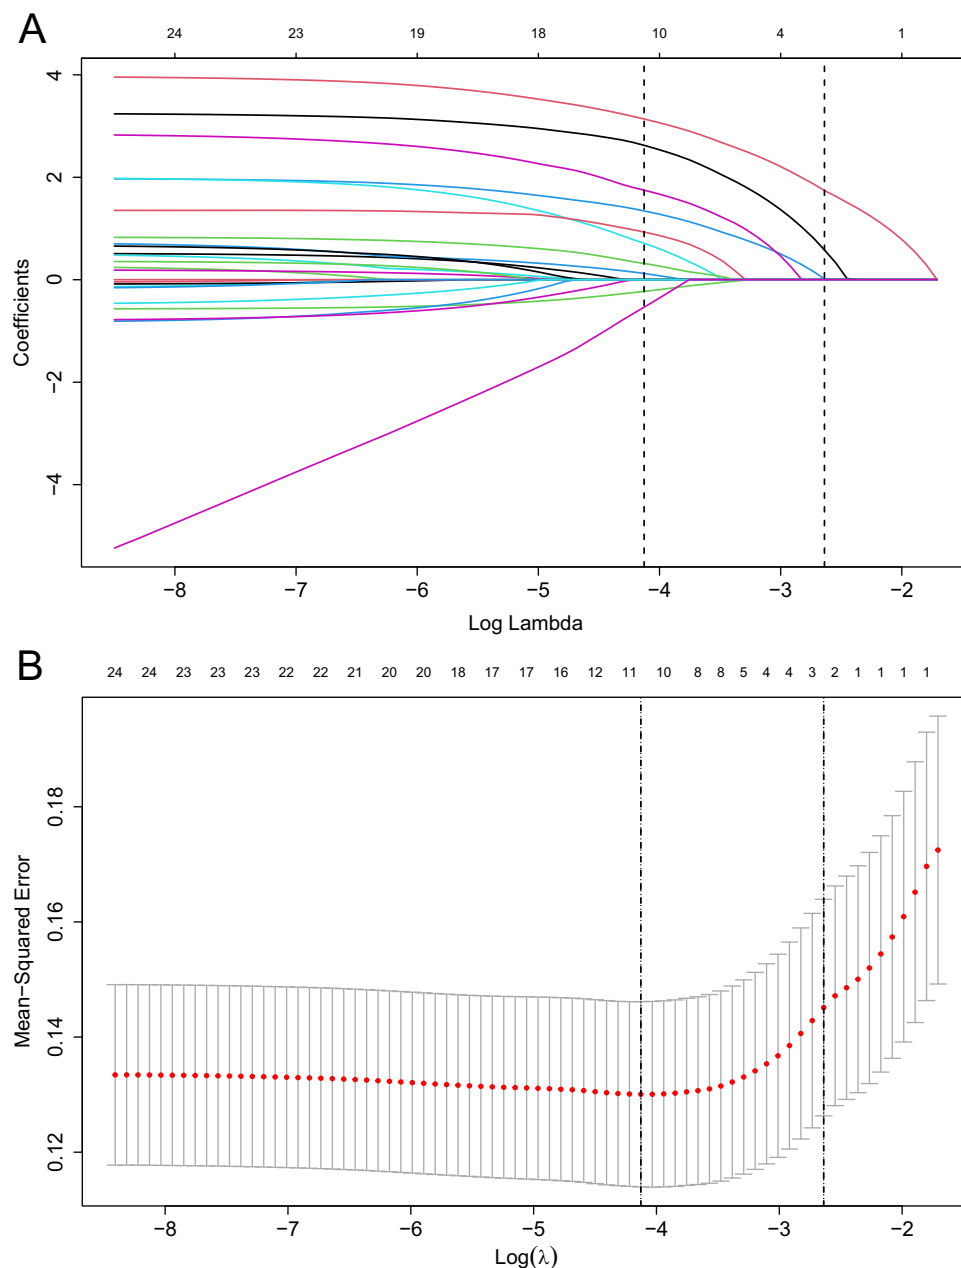 A
24 23 19 18 10 4 1
4
2
0
−2
−4
Coefficients
−8 −7 −6 −5 −4 −3 −2
Log Lambda
B
24 24 23 23 23 22 22 21 20 20 18 17 17 16 12 11 10 8 8 5 4 4 3 2 1 1 1 1
0.18
0.16
0.14
0.12
Mean−Squared Error
−8 −7 −6 −5 −4 −3 −2
Log(λ)